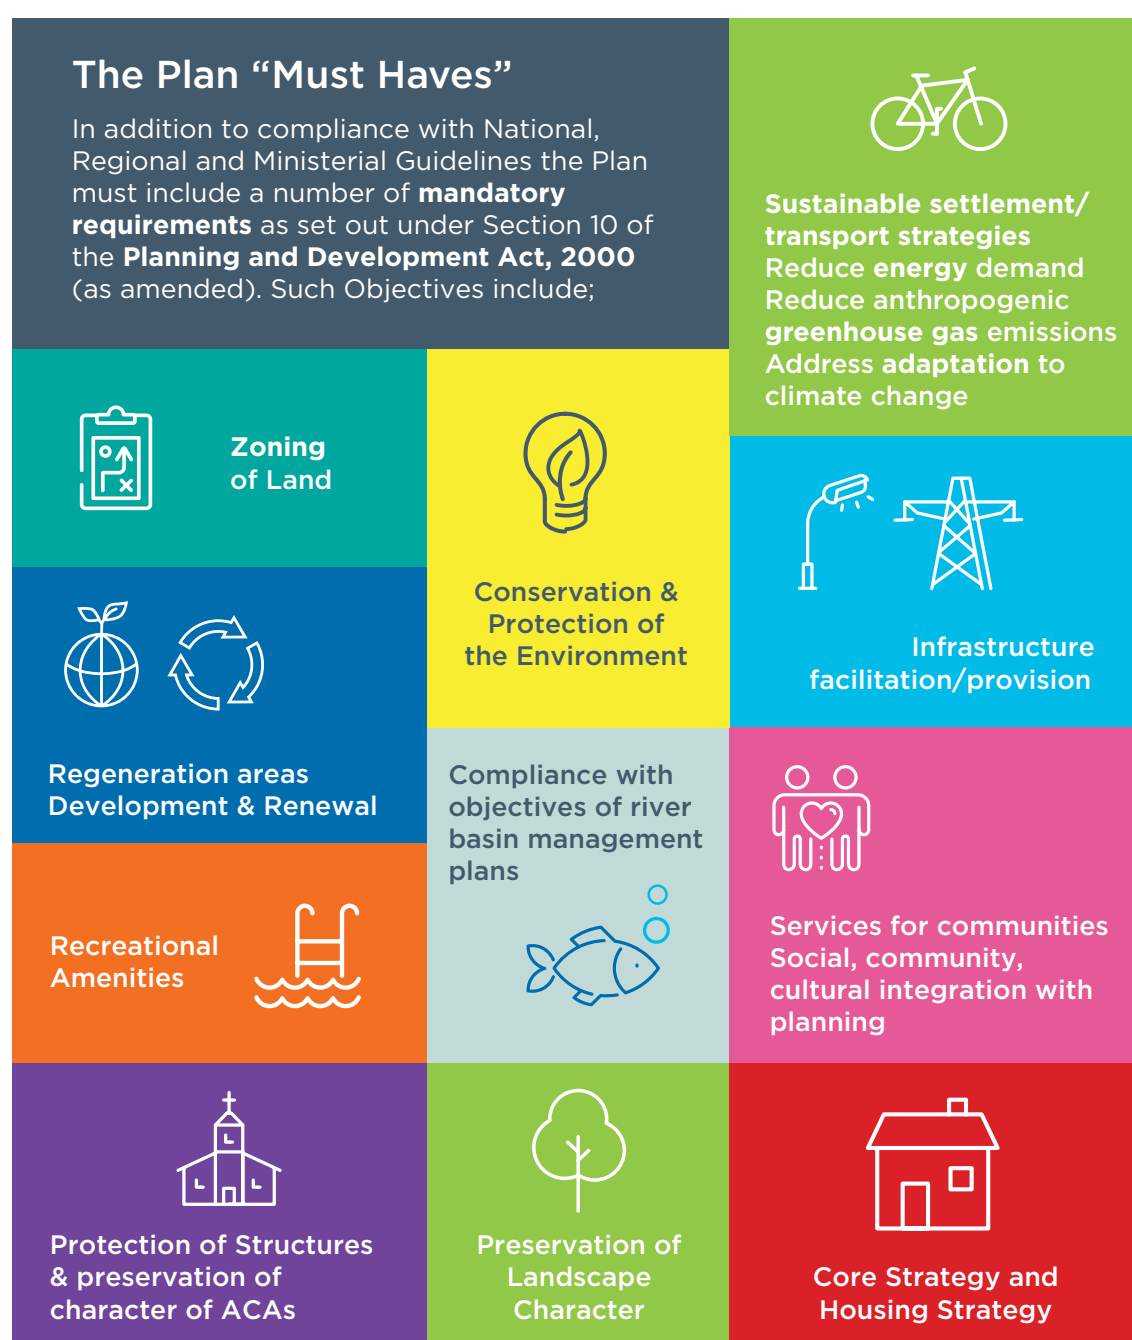 The Plan “Must Haves”
In addition to compliance with National,
Regional and Ministerial Guidelines the Plan
must include a number of mandatory
requirements as set out under Section 10 of
the Planning and Development Act, 2000
(as amended). Such Objectives include;
Sustainable settlement/
transport strategies
Reduce energy demand
Reduce anthropogenic
greenhouse gas emissions
Address adaptation to
climate change
Zoning
of Land
Conservation &
Protection of
the Environment
Infrastructure
facilitation/provision
Regeneration areas
Development & Renewal
Compliance with
objectives of river
basin management
plans
Services for communities
Social, community,
cultural integration with
planning
Recreational
Amenities
Protection of Structures
& preservation of
character of ACAs
Preservation of
Landscape
Character
Core Strategy and
Housing Strategy